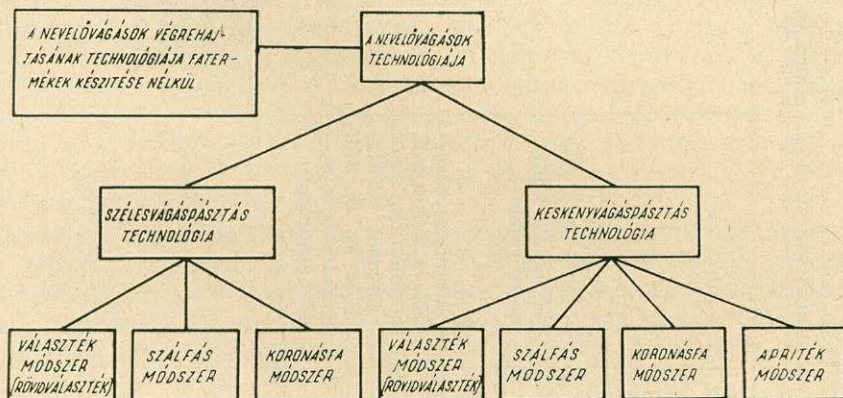 A NEVELŐVÁGÁSOK VÉGREHAJ-
TÁSÁNAK TECHNOLÓGIÁJA FATER-
MÉKEK KÉSZITÉSE NÉLKÜL
A NEVELŐVÁGÁSOK
TECHNOLÓGIÁJA
SZÉLESVÁGÁSPÁSZTÁS
TECHNOLÓGIA
KESKENYVÁGÁSPÁSZTÁS
TECHNOLÓGIA
VÁLASZTÉK
MÓDSZER
(RÖVIDVÁLASZTÉK)
SZÁLFÁS
MÓDSZER
KORONÁSFA
MÓDSZER
VÁLASZTÉK
MÓDSZER
(RÖVIDVÁLASZTÉK)
SZÁLFÁS
MÓDSZER
KORONÁSFA
MÓDSZER
APRITÉK
MÓDSZER